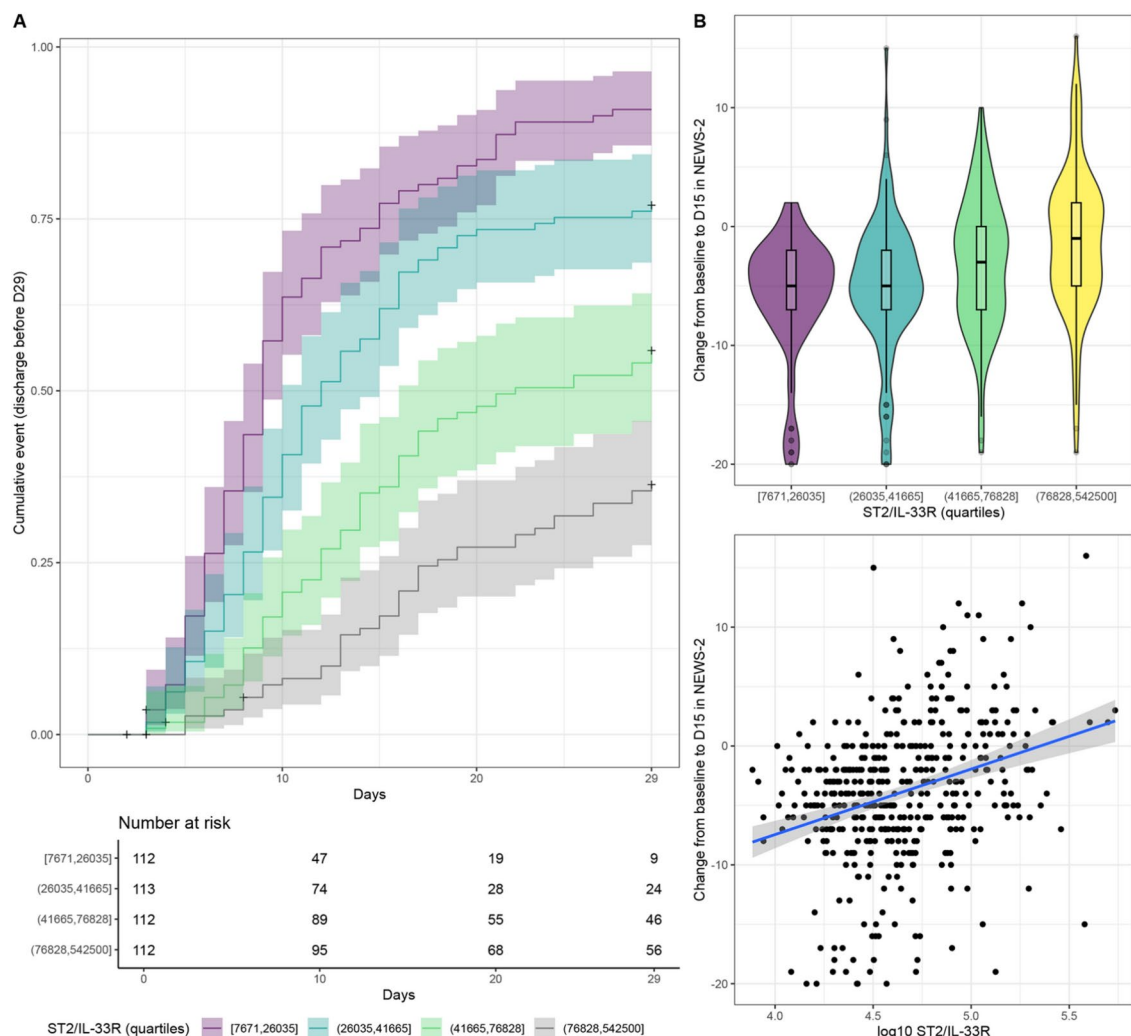 A
1.00
0.75
0.50
0.25
0.00
Cumulative event (discharge before D29)
0 10 20 29
Days
Number at risk
[7671,26035] 112 47 19 9
(26035,41665] 113 74 28 24
(41665,76828] 112 89 55 46
(76828,542500] 112 95 68 56
0 10 20 29
Days
ST2/IL-33R (quartiles) [7671,26035] (26035,41665] (41665,76828] (76828,542500]
B
10
0
-10
-20
Change from baseline to D15 in NEWS-2
[7671,26035] (26035,41665] (41665,76828] (76828,542500]
ST2/IL-33R (quartiles)
10
0
-10
-20
Change from baseline to D15 in NEWS-2
4.0 4.5 5.0 5.5
log10 ST2/IL-33R